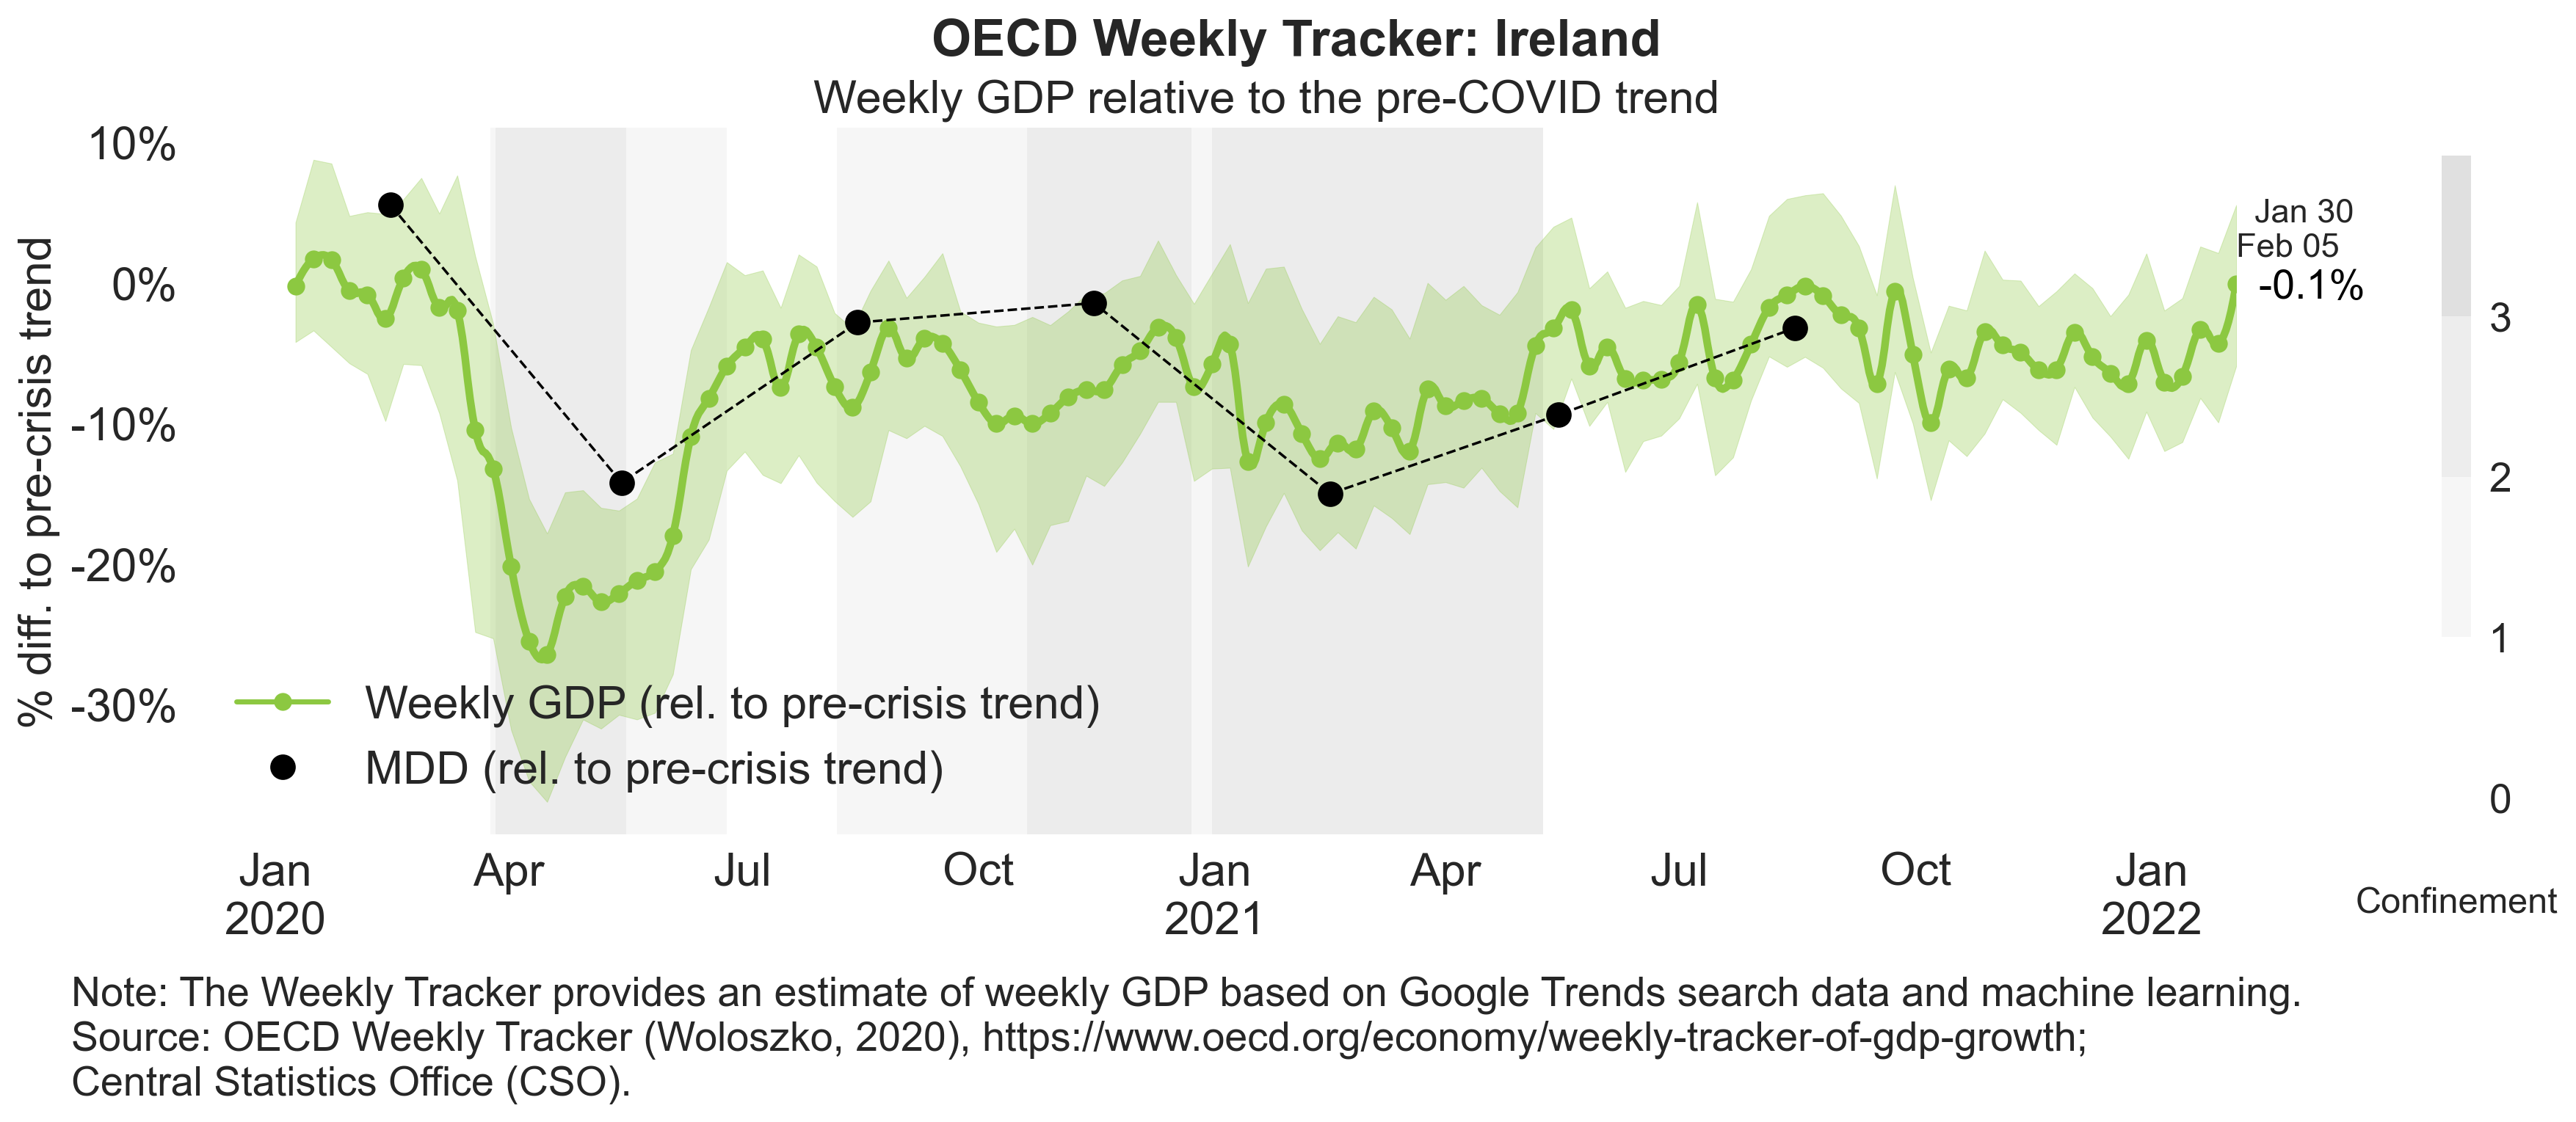 OECD Weekly Tracker: Ireland
Weekly GDP relative to the pre-COVID trend
% diff. to pre-crisis trend
10%
0%
-10%
-20%
-30%
Weekly GDP (rel. to pre-crisis trend)
MDD (rel. to pre-crisis trend)
Jan 30
Feb 05
-0.1%
3
2
1
0
Confinement
Jan Apr Jul Oct Jan Apr Jul Oct Jan
2020 2021 2022
Note: The Weekly Tracker provides an estimate of weekly GDP based on Google Trends search data and machine learning.
Source: OECD Weekly Tracker (Woloszko, 2020), https://www.oecd.org/economy/weekly-tracker-of-gdp-growth;
Central Statistics Office (CSO).